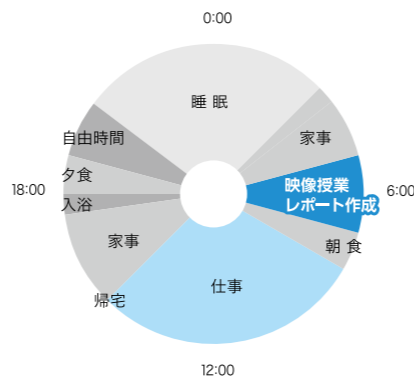 0:00
睡 眠
家事
6:00
映像授業
レポート作成
朝 食
仕事
12:00
帰宅
家事
入浴
18:00
夕食
自由時間